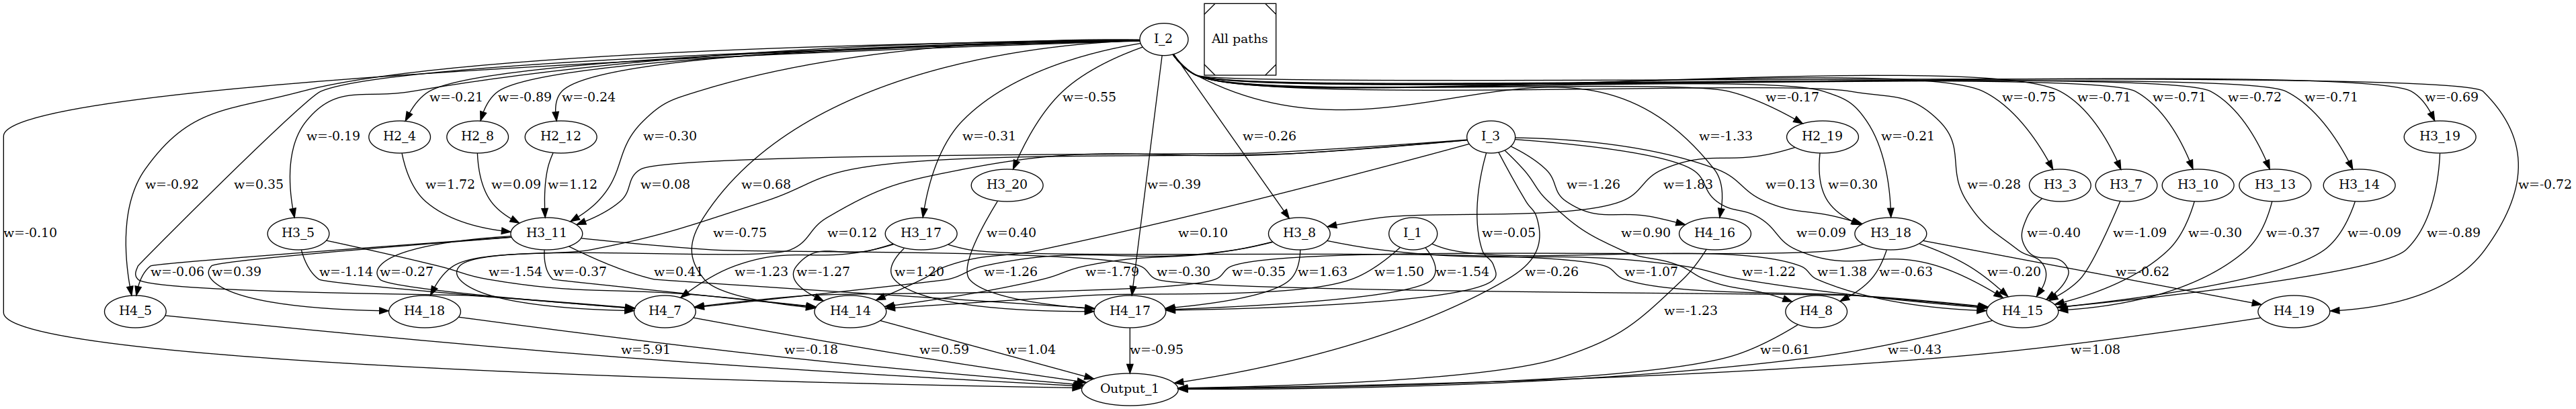 I_2
All paths
w=-0.21
w=-0.89
w=-0.24
w=-0.55
w=-0.17
w=-0.75
w=-0.71
w=-0.71
w=-0.72
w=-0.71
w=-0.69
w=-0.19
H2_4
H2_8
H2_12
w=-0.30
w=-0.31
w=-0.26
I_3
w=-1.33
H2_19
w=-0.21
H3_19
w=-0.92
w=0.35
w=1.72
w=0.09
w=1.12
w=0.08
w=0.68
H3_20
w=-0.39
w=-1.26
w=1.83
w=0.13
w=0.30
w=-0.28
H3_3
H3_7
H3_10
H3_13
H3_14
w=-0.72
w=-0.10
H3_5
H3_11
w=-0.75
w=0.12
H3_17
w=0.40
w=0.10
H3_8
I_1
w=-0.05
w=0.90
H4_16
w=0.09
H3_18
w=-0.40
w=-1.09
w=-0.30
w=-0.37
w=-0.09
w=-0.89
w=-0.06
w=0.39
w=-1.14
w=-0.27
w=-1.54
w=-0.37
w=0.41
w=-1.23
w=-1.27
w=1.20
w=-1.26
w=-1.79
w=-0.30
w=-0.35
w=1.63
w=1.50
w=-1.54
w=-0.26
w=-1.07
w=-1.22
w=1.38
w=-0.63
w=-0.20
w=-0.62
H4_5
H4_18
H4_7
H4_14
H4_17
w=-1.23
H4_8
H4_15
H4_19
w=5.91
w=-0.18
w=0.59
w=1.04
w=-0.95
w=0.61
w=-0.43
w=1.08
Output_1